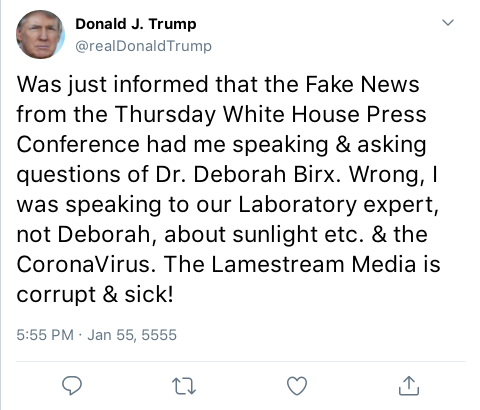 Donald J. Trump
@realDonaldTrump
Was just informed that the Fake News
from the Thursday White House Press
Conference had me speaking & asking
questions of Dr. Deborah Birx. Wrong, I
was speaking to our Laboratory expert,
not Deborah, about sunlight etc. & the
CoronaVirus. The Lamestream Media is
corrupt & sick!
5:55 PM · Jan 55, 5555